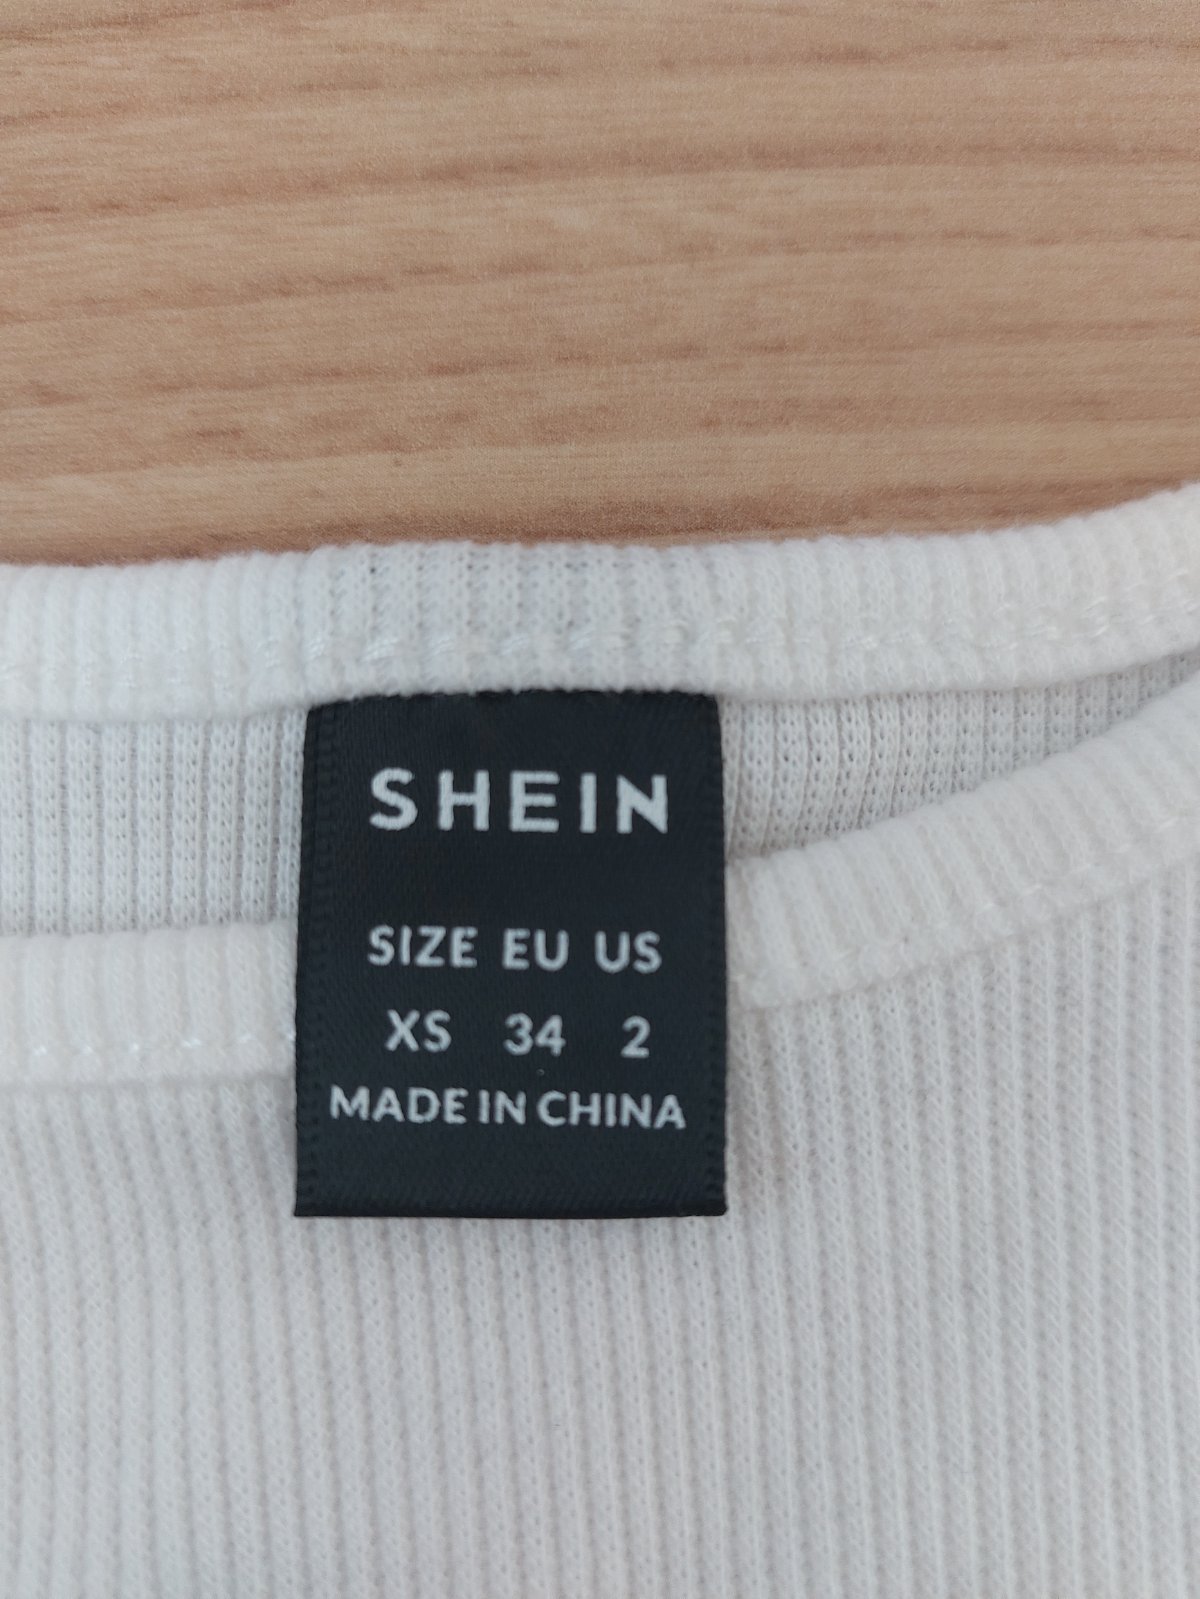 SHEIN
SIZE EU US
XS 34 2
MADE IN CHINA